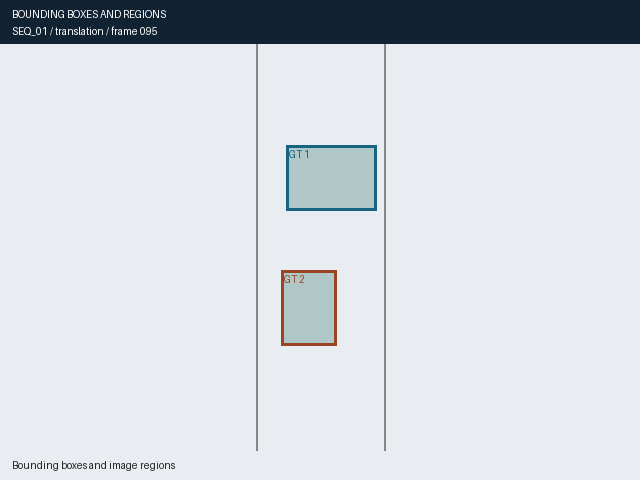 BOUNDING BOXES AND REGIONS
SEQ_01 / translation / frame 095
GT1
GT2
Bounding boxes and image regions